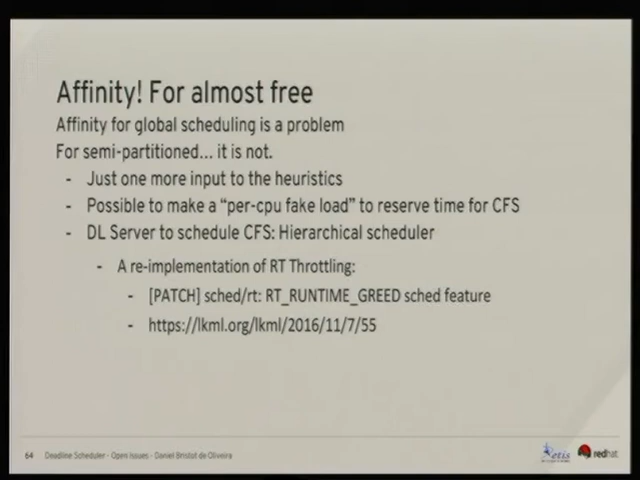 Affinity! For almost free
Affinity for global scheduling is a problem
For semi-partitioned... it is not.
- Just one more input to the heuristics
- Possible to make a "per-cpu fake load" to reserve time for CFS
- DL Server to schedule CFS: Hierarchical scheduler
- A re-implementation of RT Throttling:
- [PATCH] sched/rt: RT_RUNTIME_GREED sched feature
- https://lkml.org/lkml/2016/11/7/55
64 Deadline Scheduler - Open Issues - Daniel Bristot de Oliveira
Retis
redhat